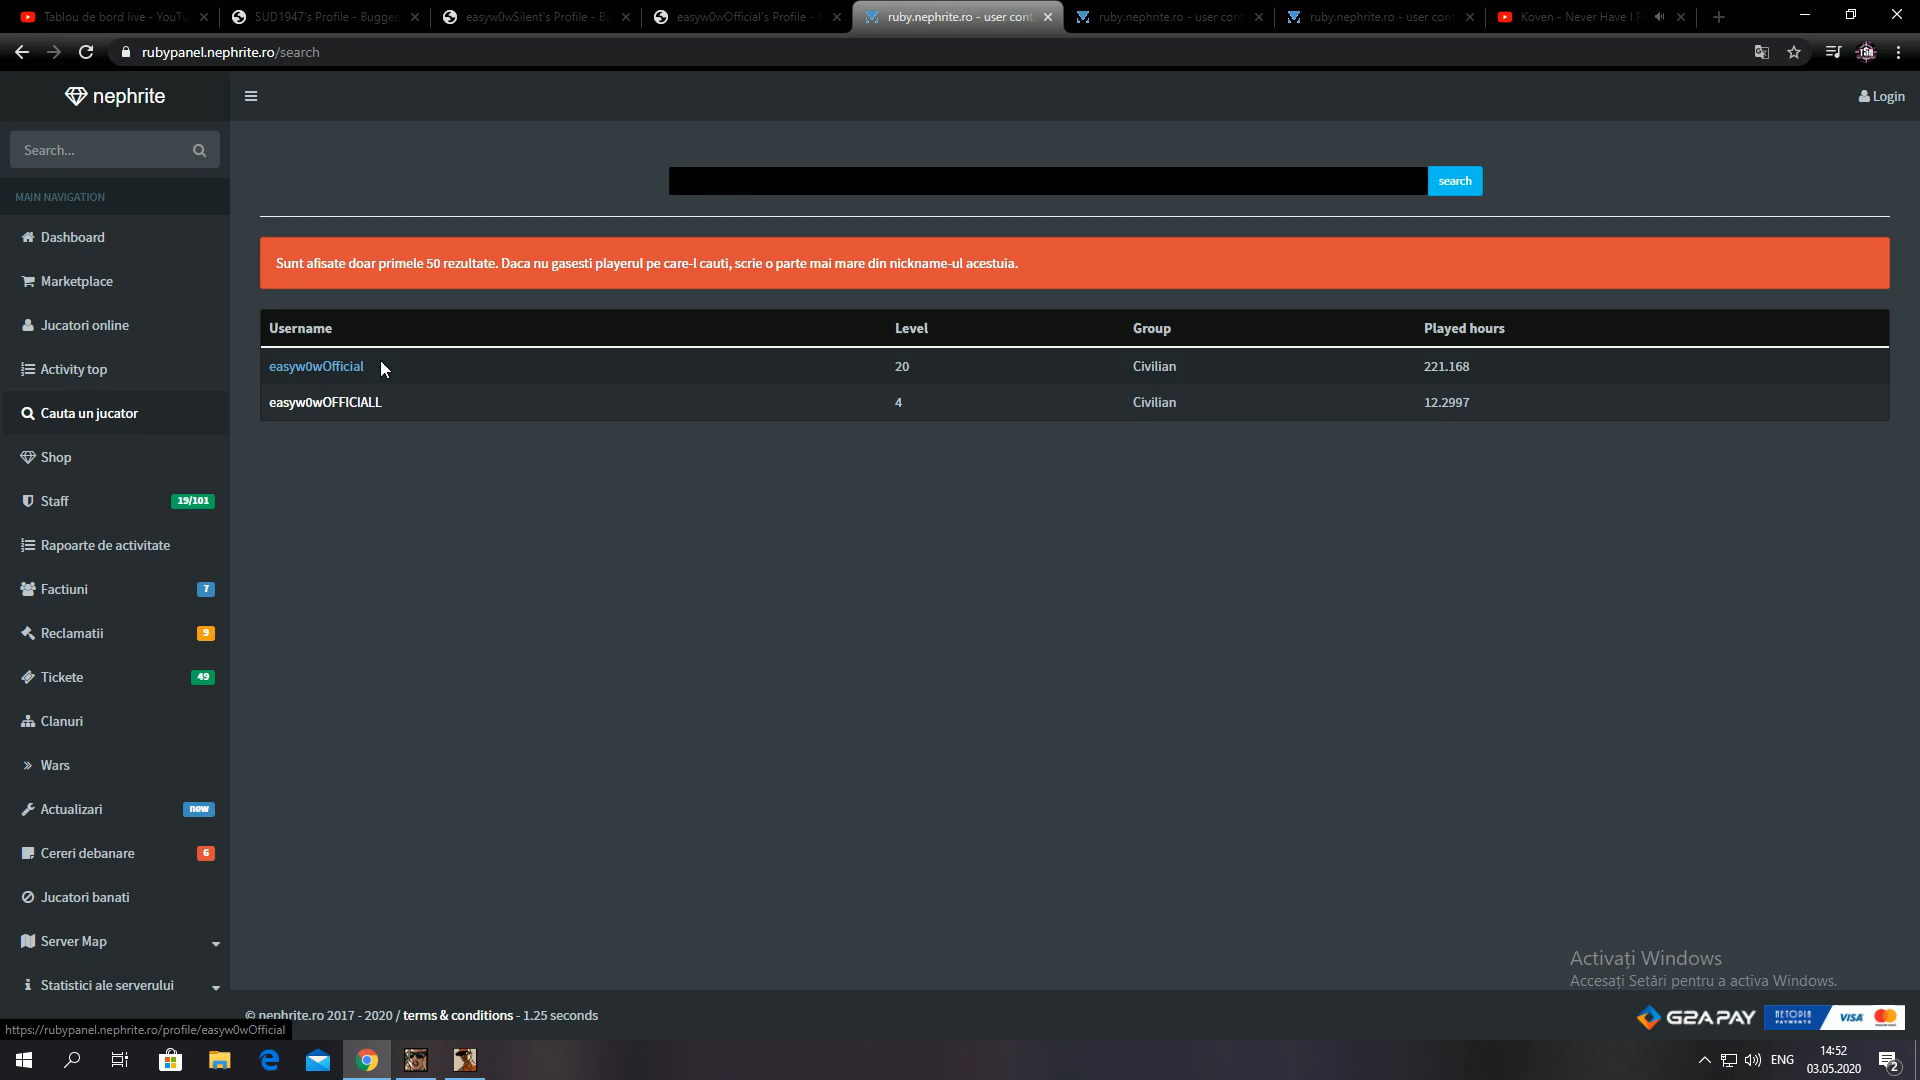 Tablou de bord live - YouTu
SUD1947's Profile - Bugged
easyw0wSilent's Profile - Bu
easyw0wOfficial's Profile - B
ruby.nephrite.ro - user cont
ruby.nephrite.ro - user cont
ruby.nephrite.ro - user cont
Koven - Never Have I F
rubypanel.nephrite.ro/search
nephrite
Login
Search...
search
MAIN NAVIGATION
Dashboard
Marketplace
Jucatori online
Activity top
Cauta un jucator
Shop
Staff 19/101
Rapoarte de activitate
Factiuni 7
Reclamatii 9
Tickete 49
Clanuri
Wars
Actualizari new
Cereri debanare 6
Jucatori banati
Server Map
Statistici ale serverului
Sunt afisate doar primele 50 rezultate. Daca nu gasesti playerul pe care-l cauti, scrie o parte mai mare din nickname-ul acestuia.
Username Level Group Played hours
easyw0wOfficial 20 Civilian 221.168
easyw0wOFFICIALL 4 Civilian 12.2997
Activați Windows
Accesați Setări pentru a activa Windows.
© nephrite.ro 2017 - 2020 / terms & conditions - 1.25 seconds
G2A PAY
NETOPIA
PAYMENTS
VISA
https://rubypanel.nephrite.ro/profile/easyw0wOfficial
ENG
14:52
03.05.2020
2